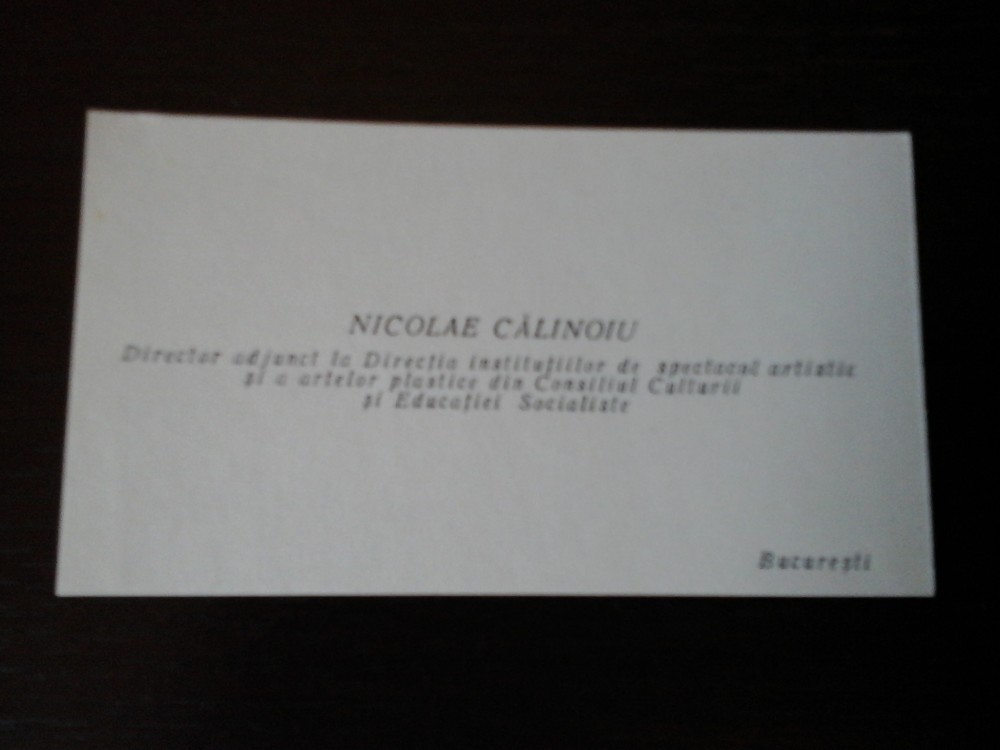 NICOLAE CĂLINOIU
Director adjunct la Direcția instituțiilor de spectacol artistic
și a artelor plastice din Consiliul Culturii
și Educației Socialiste
București